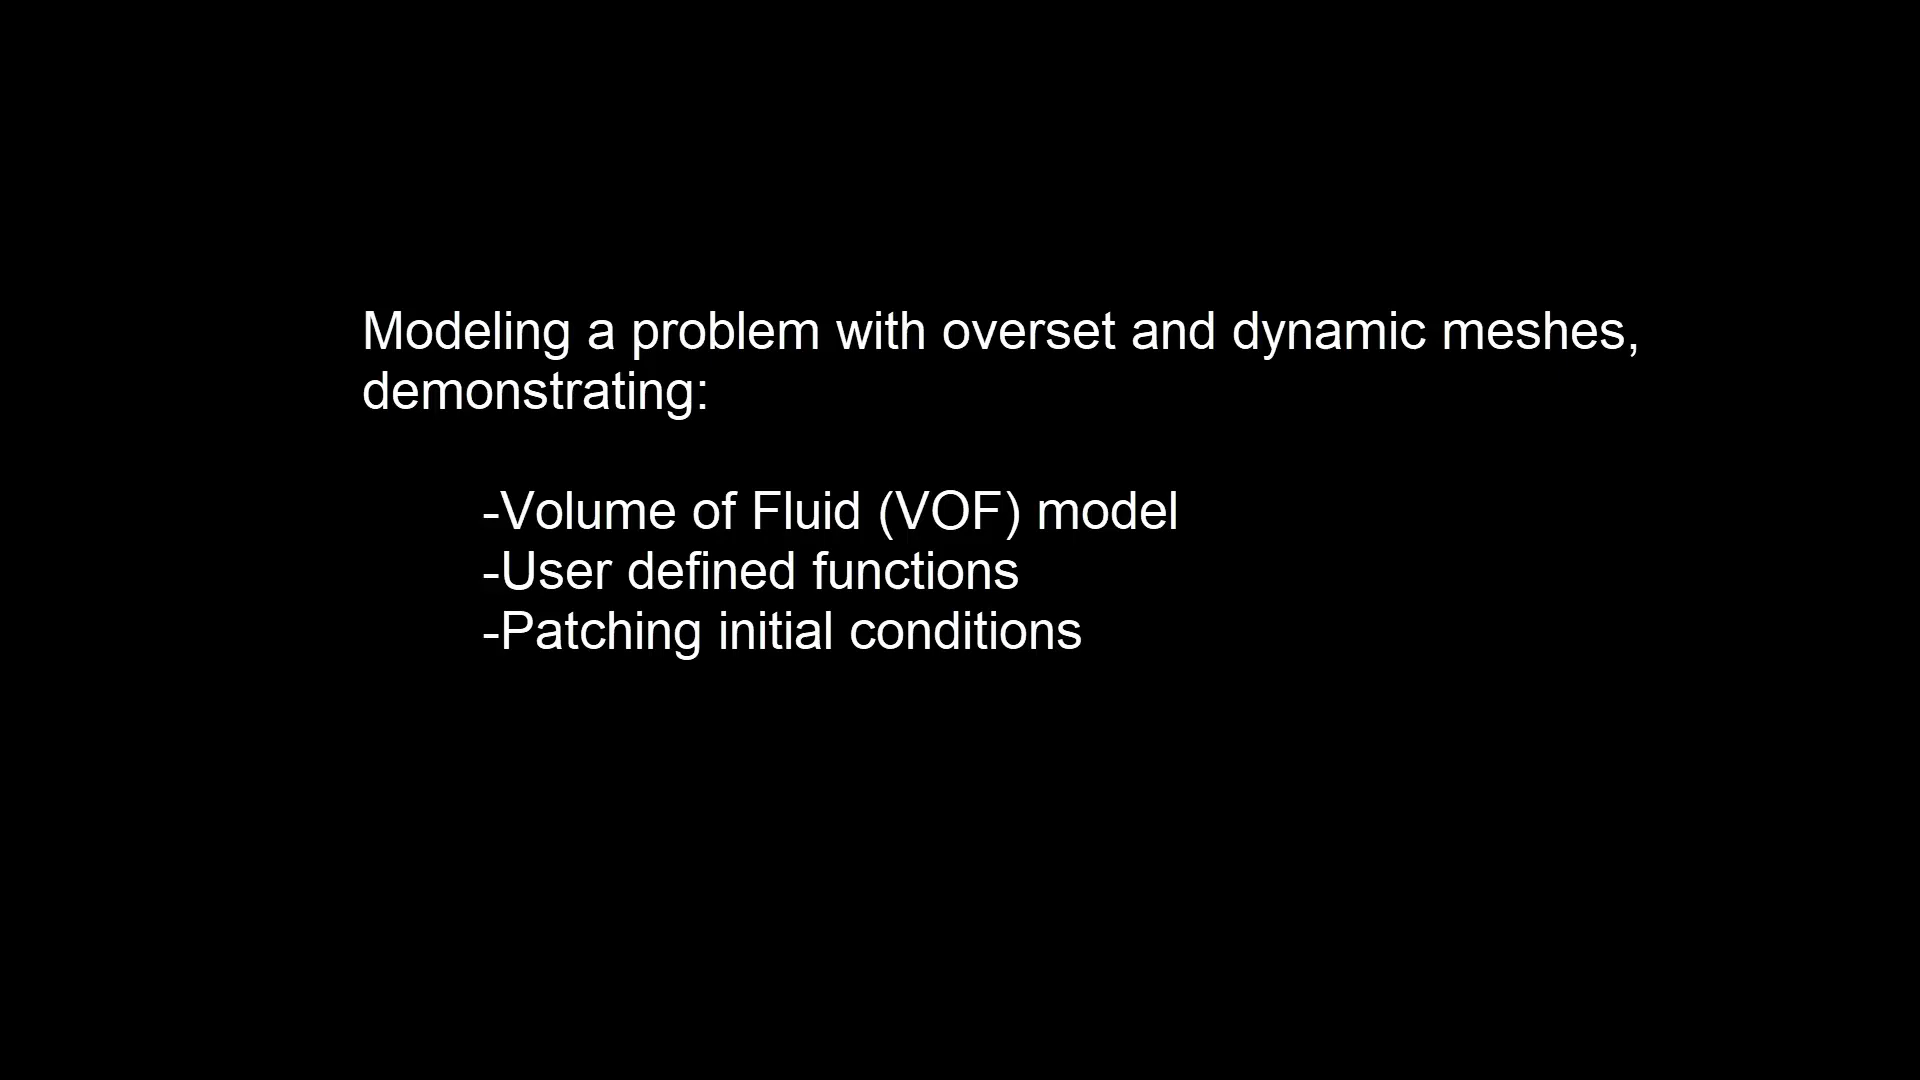 Modeling a problem with overset and dynamic meshes,
demonstrating:
-Volume of Fluid (VOF) model
-User defined functions
-Patching initial conditions